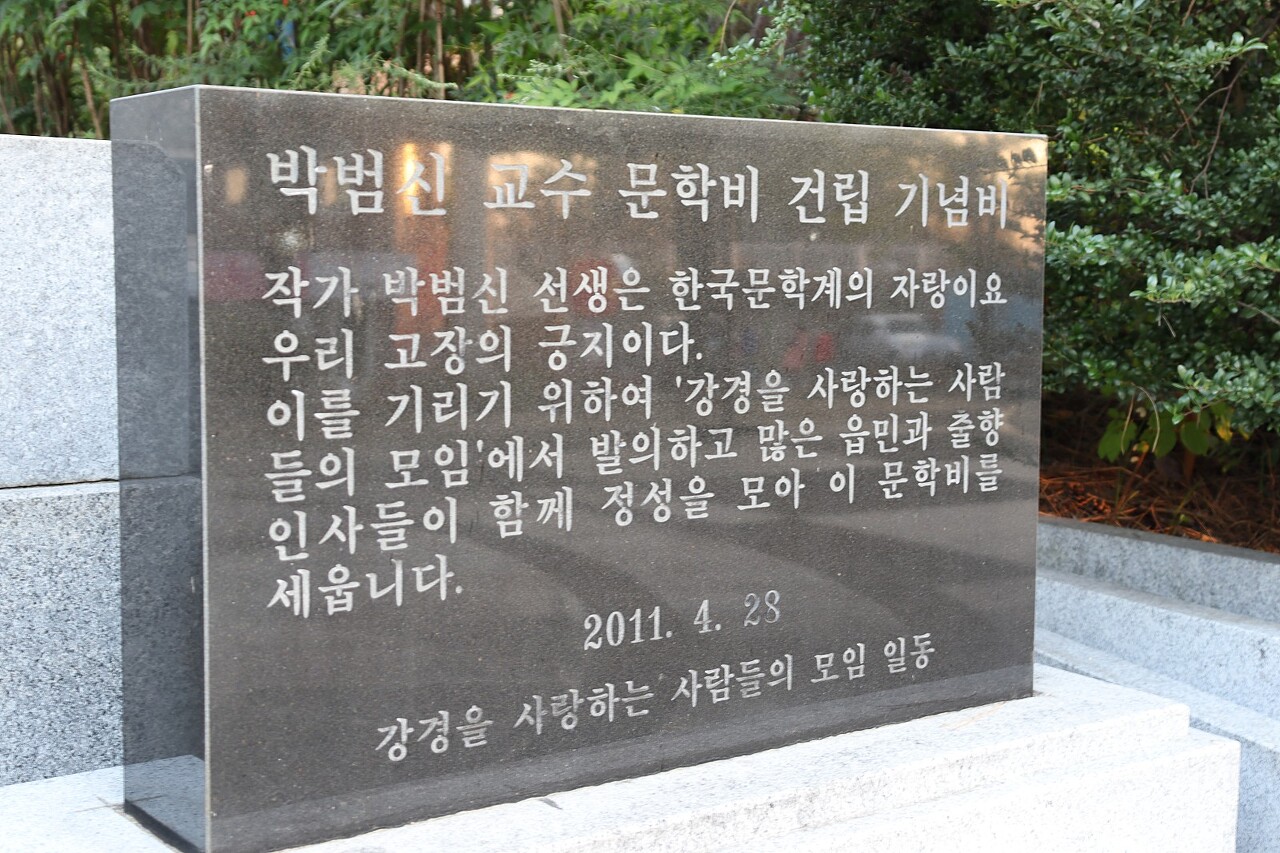 박범신 교수 문학비 건립 기념비
작가 박범신 선생은 한국문학계의 자랑이요
우리 고장의 긍지이다.
이를 기리기 위하여 '강경을 사랑하는 사람
들의 모임'에서 발의하고 많은 읍민과 출향
인사들이 함께 정성을 모아 이 문학비를
세웁니다.
2011. 4. 28
강경을 사랑하는 사람들의 모임 일동